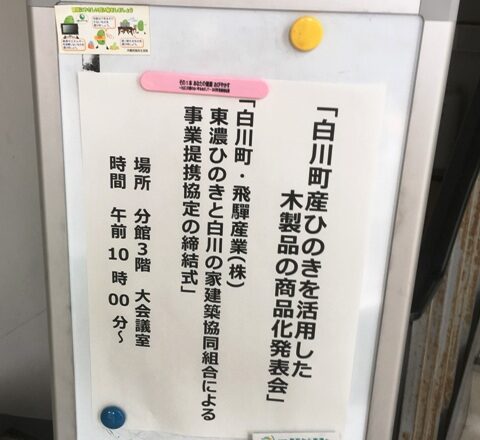 「白川町産ひのきを活用した
木製品の商品化発表会」
「白川町・飛驒産業(株)
東濃ひのきと白川の家建築協同組合による
事業提携協定の締結式」
場所 分館3階 大会議室
時間 午前10時00分~